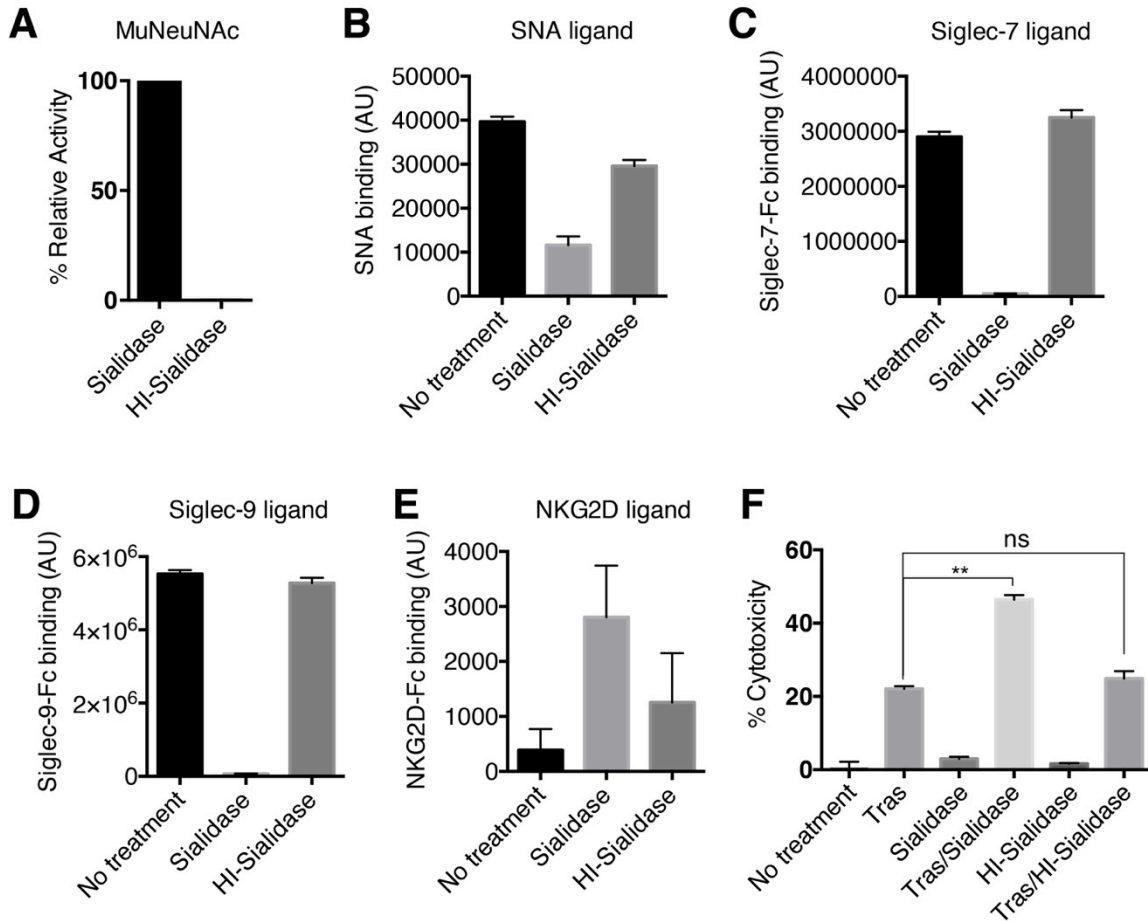 A
MuNeuNAc
% Relative Activity
100
50
0
Sialidase
HI-Sialidase
B
SNA ligand
SNA binding (AU)
50000
40000
30000
20000
10000
0
No treatment
Sialidase
HI-Sialidase
C
Siglec-7 ligand
Siglec-7-Fc binding (AU)
4000000
3000000
2000000
1000000
0
No treatment
Sialidase
HI-Sialidase
D
Siglec-9 ligand
Siglec-9-Fc binding (AU)
6×10⁶
4×10⁶
2×10⁶
0
No treatment
Sialidase
HI-Sialidase
E
NKG2D ligand
NKG2D-Fc binding (AU)
4000
3000
2000
1000
0
No treatment
Sialidase
HI-Sialidase
F
% Cytotoxicity
60
40
20
0
ns
**
No treatment
Tras
Sialidase
Tras/Sialidase
HI-Sialidase
Tras/HI-Sialidase